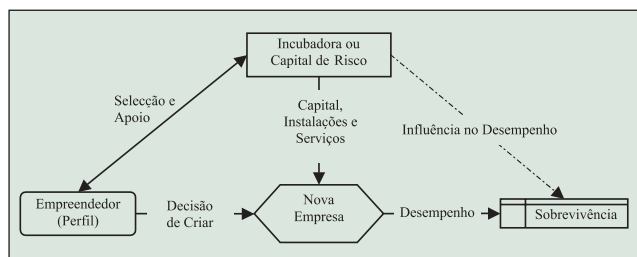 Incubadora ou
Capital de Risco
Selecção e
Apoio
Capital,
Instalações e
Serviços
Influência no Desempenho
Empreendedor
(Perfil)
Decisão
de Criar
Nova
Empresa
Desempenho
Sobrevivência